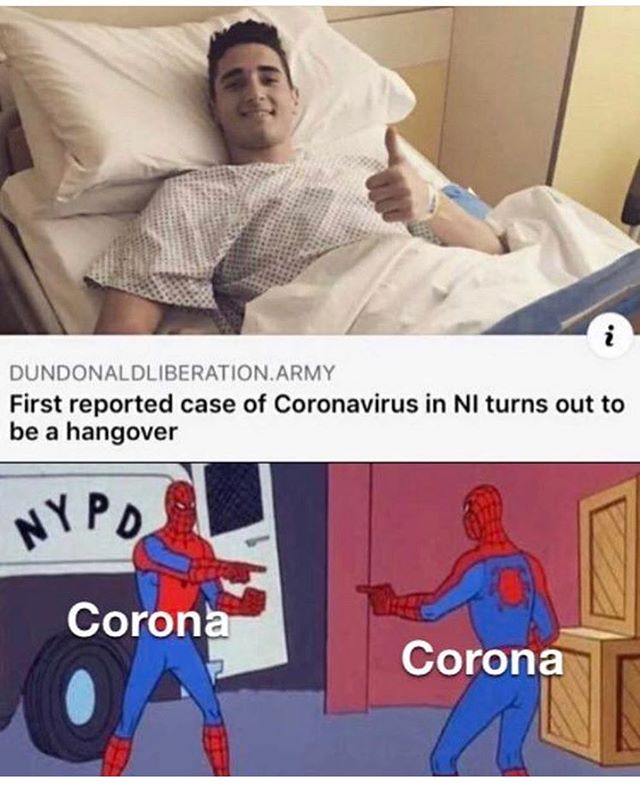 i
DUNDONALDLIBERATION.ARMY
First reported case of Coronavirus in NI turns out to
be a hangover
NYPD
Corona
Corona